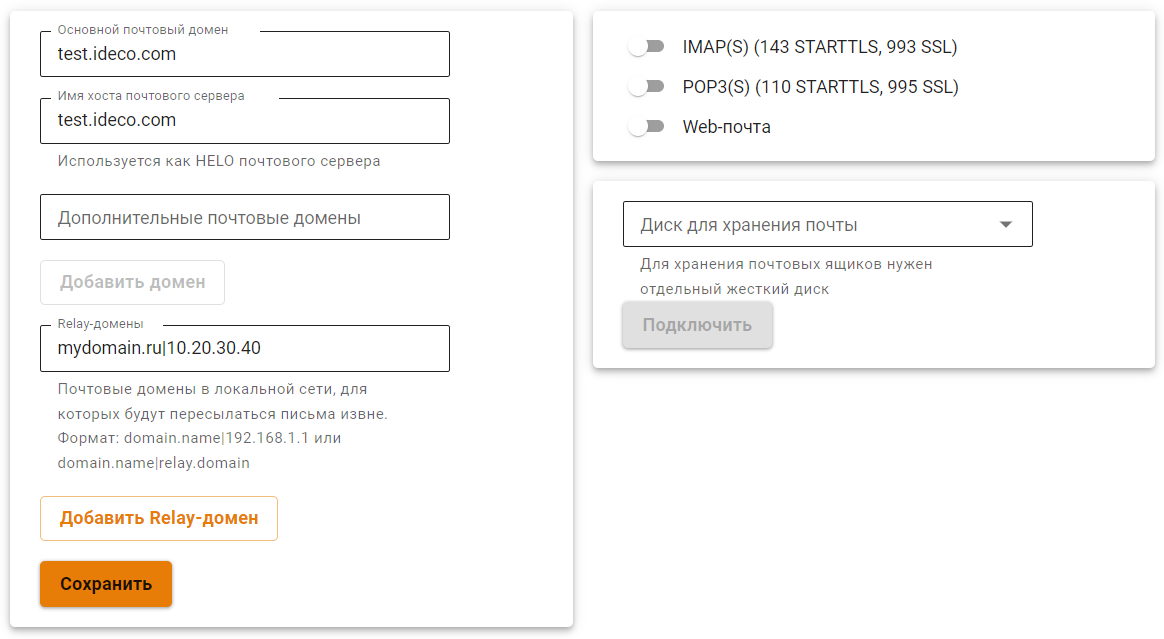 Основной почтовый домен
test.ideco.com
Имя хоста почтового сервера
test.ideco.com
Используется как HELO почтового сервера
Дополнительные почтовые домены
Добавить домен
Relay-домены
mydomain.ru|10.20.30.40
Почтовые домены в локальной сети, для
которых будут пересылаться письма извне.
Формат: domain.name|192.168.1.1 или
domain.name|relay.domain
Добавить Relay-домен
Сохранить
IMAP(S) (143 STARTTLS, 993 SSL)
POP3(S) (110 STARTTLS, 995 SSL)
Web-почта
Диск для хранения почты
Для хранения почтовых ящиков нужен
отдельный жесткий диск
Подключить